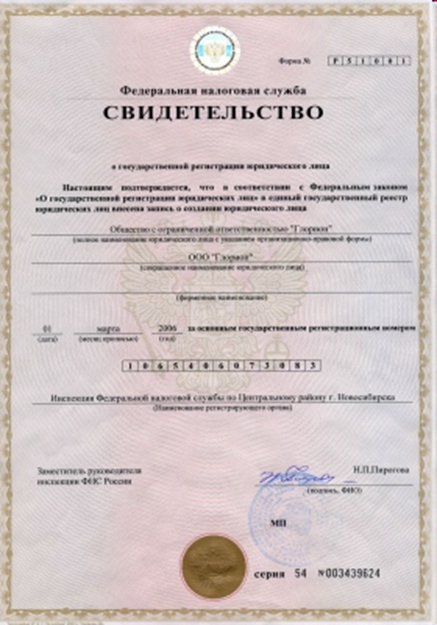 Форма № Р 5 1 0 0 1
Федеральная налоговая служба
СВИДЕТЕЛЬСТВО
о государственной регистрации юридического лица
Настоящим подтверждается, что в соответствии с Федеральным законом
«О государственной регистрации юридических лиц» в единый государственный реестр
юридических лиц внесена запись о создании юридического лица
Общество с ограниченной ответственностью
(полное наименование юридического лица с указанием организационно-правовой формы)
ООО
(сокращенное наименование юридического лица)
(фирменное наименование)
01 марта 2006 за основным государственным регистрационным номером
(дата) (месяц прописью) (год)
1 0 6 5 4 0 6 0 7 3 0 8 3
Инспекция Федеральной налоговой службы по Центральному району г. Новосибирска
(Наименование регистрирующего органа)
Заместитель руководителя
инспекции ФНС России
Н.П.Пирогова
(подпись, ФИО)
МП
серия 54 №003439624